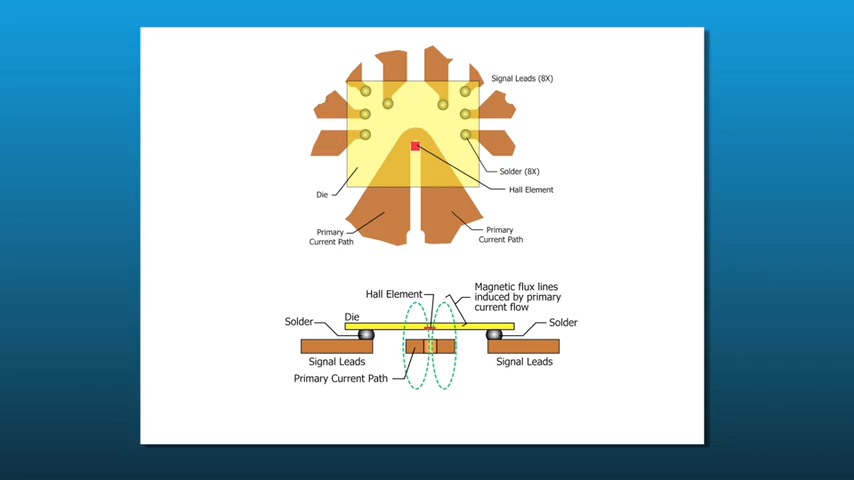 Signal Leads (8X)
Solder (8X)
Hall Element
Die
Primary
Current Path
Primary
Current Path
Hall Element
Magnetic flux lines
induced by primary
current flow
Die
Solder
Solder
Signal Leads
Signal Leads
Primary Current Path